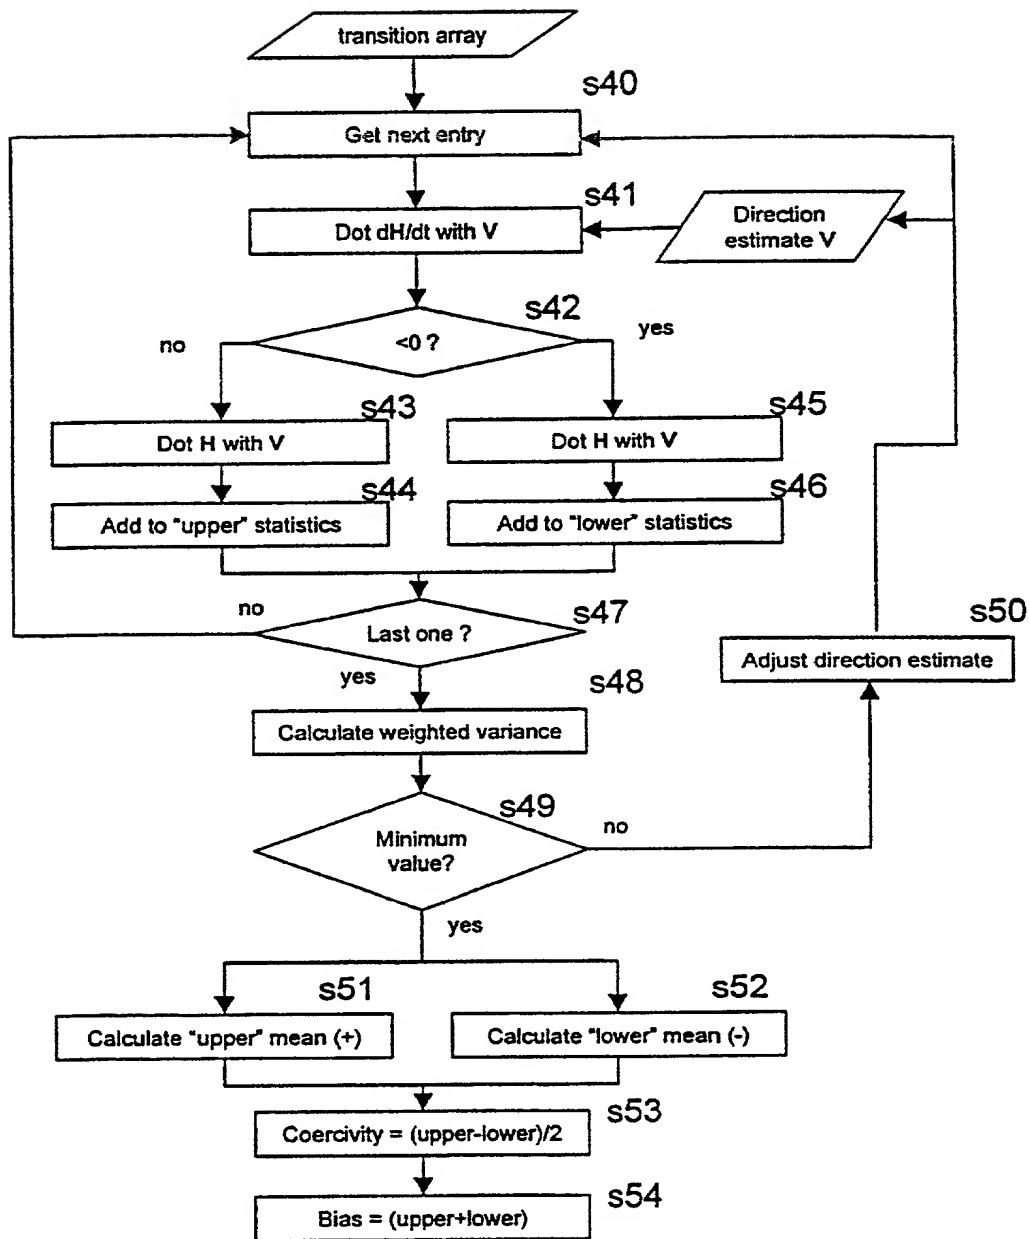 transition array
s40
Get next entry
s41
Dot dH/dt with V
Direction
estimate V
s42
<0 ?
no
yes
s43
Dot H with V
s45
Dot H with V
s44
Add to "upper" statistics
s46
Add to "lower" statistics
no
s47
Last one ?
yes
s50
Adjust direction estimate
s48
Calculate weighted variance
s49
Minimum
value?
no
yes
s51
Calculate "upper" mean (+)
s52
Calculate "lower" mean (-)
s53
Coercivity = (upper-lower)/2
s54
Bias = (upper+lower)